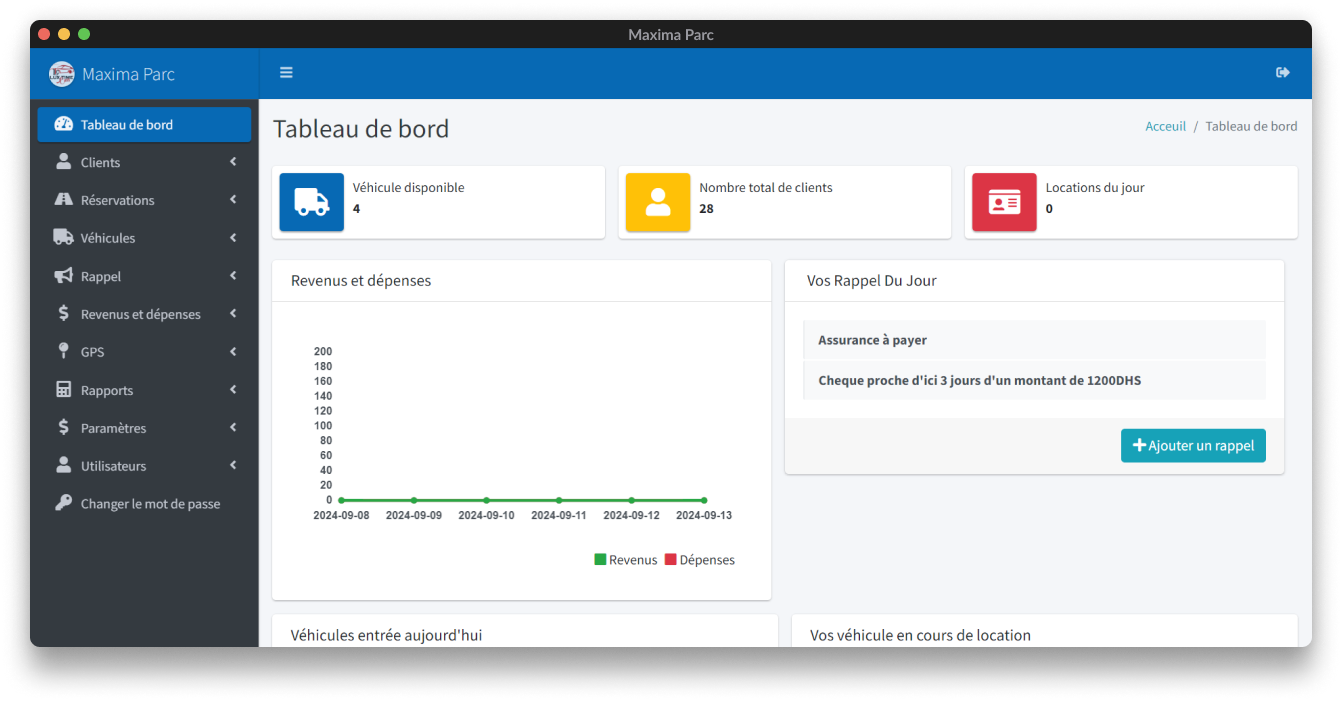 Maxima Parc
Maxima Parc
Tableau de bord
Clients
Réservations
Véhicules
Rappel
Revenus et dépenses
GPS
Rapports
Paramètres
Utilisateurs
Changer le mot de passe
Tableau de bord
Acceuil / Tableau de bord
Véhicule disponible
4
Nombre total de clients
28
Locations du jour
0
Revenus et dépenses
200
180
160
140
120
100
80
60
40
20
0
2024-09-08 2024-09-09 2024-09-10 2024-09-11 2024-09-12 2024-09-13
Revenus Dépenses
Vos Rappel Du Jour
Assurance à payer
Cheque proche d'ici 3 jours d'un montant de 1200DHS
Ajouter un rappel
Véhicules entrée aujourd'hui
Vos véhicule en cours de location